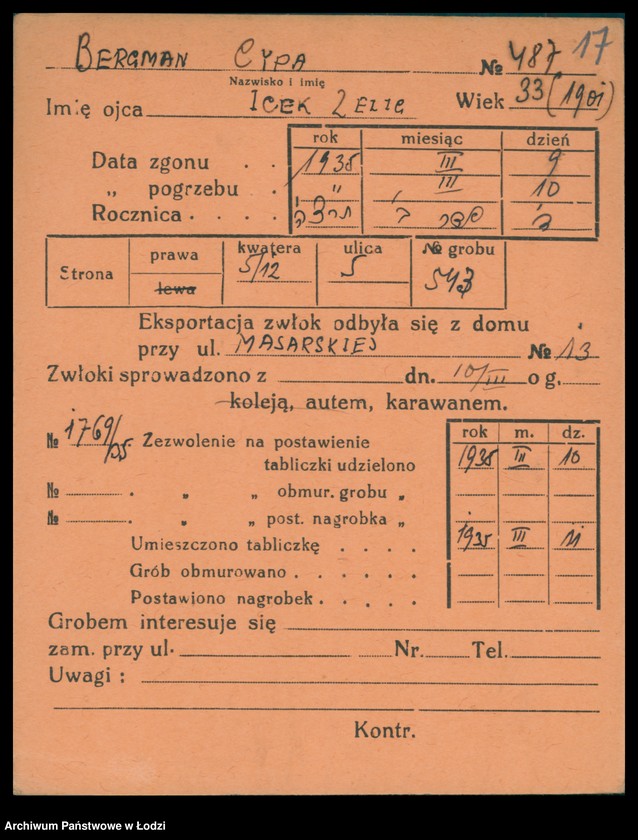 BERGMAN CYPA № 487 17
Nazwisko i imię
Imię ojca ICEK ZELIG Wiek 33 (1901)
rok miesiąc dzień
Data zgonu . . 1935 III 9
„ pogrzebu . „ III 10
Rocznica . . . .
Strona prawa kwatera ulica № grobu
lewa 5/12 5 543
Eksportacja zwłok odbyła się z domu
przy ul. MASARSKIEJ № 13
Zwłoki sprowadzono z dn. 10/III o g.
koleją, autem, karawanem.
rok m. dz.
№ 1769/35 Zezwolenie na postawienie
tabliczki udzielono 1935 III 10
№ . „ „ obmur. grobu „
№ . „ „ post. nagrobka „
Umieszczono tabliczkę . . . . 1935 III 11
Grób obmurowano . . . . . .
Postawiono nagrobek . . . . .
Grobem interesuje się
zam. przy ul. Nr. Tel.
Uwagi :
Kontr.
Archiwum Państwowe w Łodzi